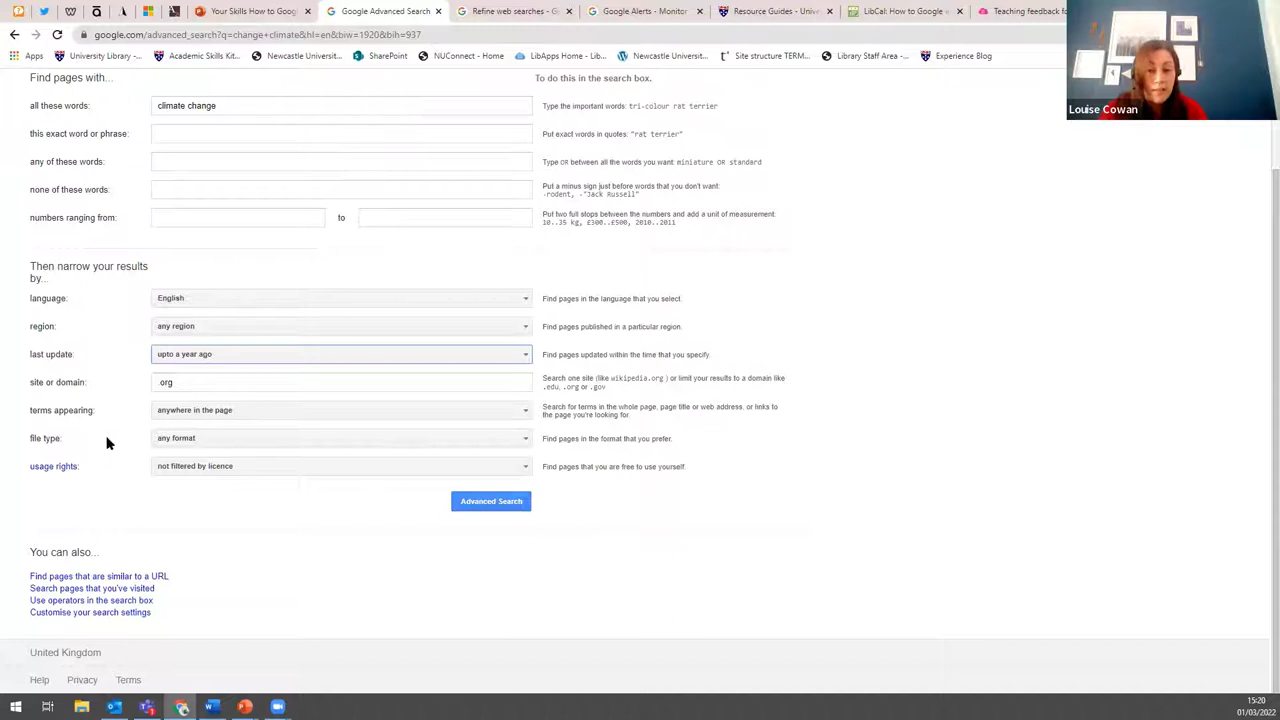 Your Skills How to Goo
Google Advanced Search
Refine web searches - Goo
Google Alerts - Monitor t
Resource Guides - Univers
LibCal: How to Google eff
Teaching feedback for
google.com/advanced_search?q=change+climate&hl=en&biw=1920&bih=937
Apps
University Library -...
Academic Skills Kit...
Newcastle Universit...
SharePoint
NUConnect - Home
LibApps Home - Lib...
Newcastle Universi...
Site structure TERM...
Library Staff Area -...
Experience Blog
Louise Cowan
Find pages with...
To do this in the search box.
all these words:
climate change
Type the important words: tri-colour rat terrier
this exact word or phrase:
Put exact words in quotes: "rat terrier"
any of these words:
Type OR between all the words you want: miniature OR standard
none of these words:
Put a minus sign just before words that you don't want:
-rodent, -"Jack Russell"
numbers ranging from:
to
Put two full stops between the numbers and add a unit of measurement:
10..35 kg, £300..£500, 2010..2011
Then narrow your results
by...
language:
English
Find pages in the language that you select.
region:
any region
Find pages published in a particular region.
last update:
upto a year ago
Find pages updated within the time that you specify.
site or domain:
.org
Search one site (like wikipedia.org ) or limit your results to a domain like
.edu, .org or .gov
terms appearing:
anywhere in the page
Search for terms in the whole page, page title or web address, or links to
the page you're looking for.
file type:
any format
Find pages in the format that you prefer.
usage rights:
not filtered by licence
Find pages that you are free to use yourself.
Advanced Search
You can also...
Find pages that are similar to a URL
Search pages that you've visited
Use operators in the search box
Customise your search settings
United Kingdom
Help
Privacy
Terms
15:20
01/03/2022